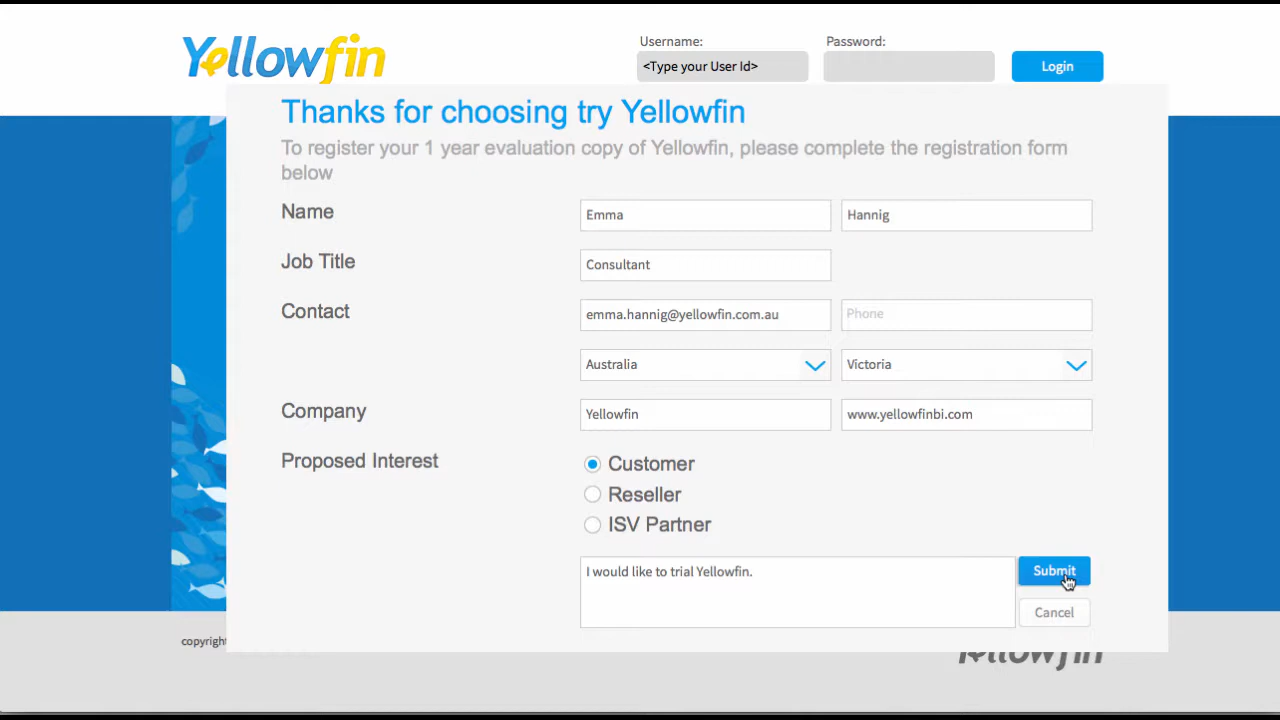 Yellowfin
Username: Password:
<Type your User Id> Login
Thanks for choosing try Yellowfin
To register your 1 year evaluation copy of Yellowfin, please complete the registration form
below
Name Emma Hannig
Job Title Consultant
Contact emma.hannig@yellowfin.com.au Phone
Australia Victoria
Company Yellowfin www.yellowfinbi.com
Proposed Interest Customer
Reseller
ISV Partner
I would like to trial Yellowfin. Submit
Cancel
copyright
Yellowfin